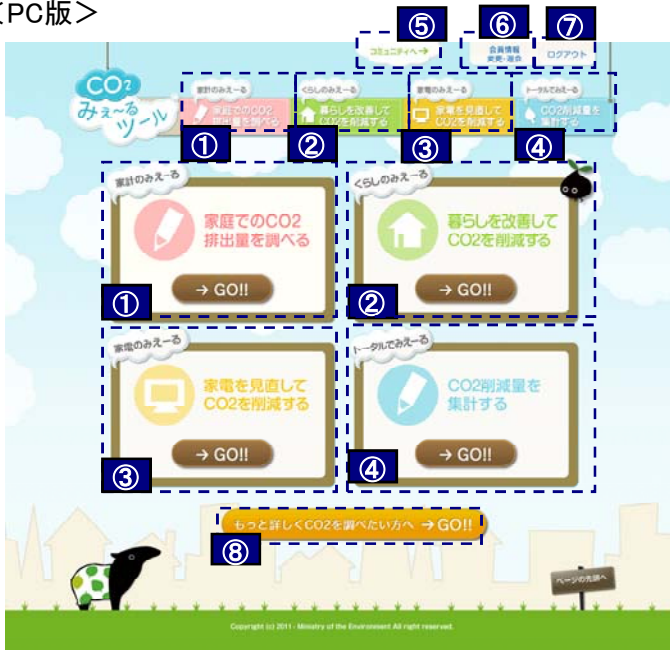 ＜PC版＞
⑤
⑥
⑦
コミュニティへ→
会員情報
変更・退会
ログアウト
CO2
みえ～る
ツール
家計のみえーる
家庭でのCO2
排出量を調べる
くらしのみえーる
暮らしを改善して
CO2を削減する
家電のみえーる
家電を見直して
CO2を削減する
トータルでみえーる
CO2削減量を
集計する
①
②
③
④
家計のみえーる
家庭でのCO2
排出量を調べる
→ GO!!
①
くらしのみえーる
暮らしを改善して
CO2を削減する
→ GO!!
②
家電のみえーる
家電を見直して
CO2を削減する
→ GO!!
③
トータルでみえーる
CO2削減量を
集計する
→ GO!!
④
もっと詳しくCO2を調べたい方へ → GO!!
⑧
ページの先頭へ
Copyright (c) 2011 - Ministry of the Environment All right reserved.